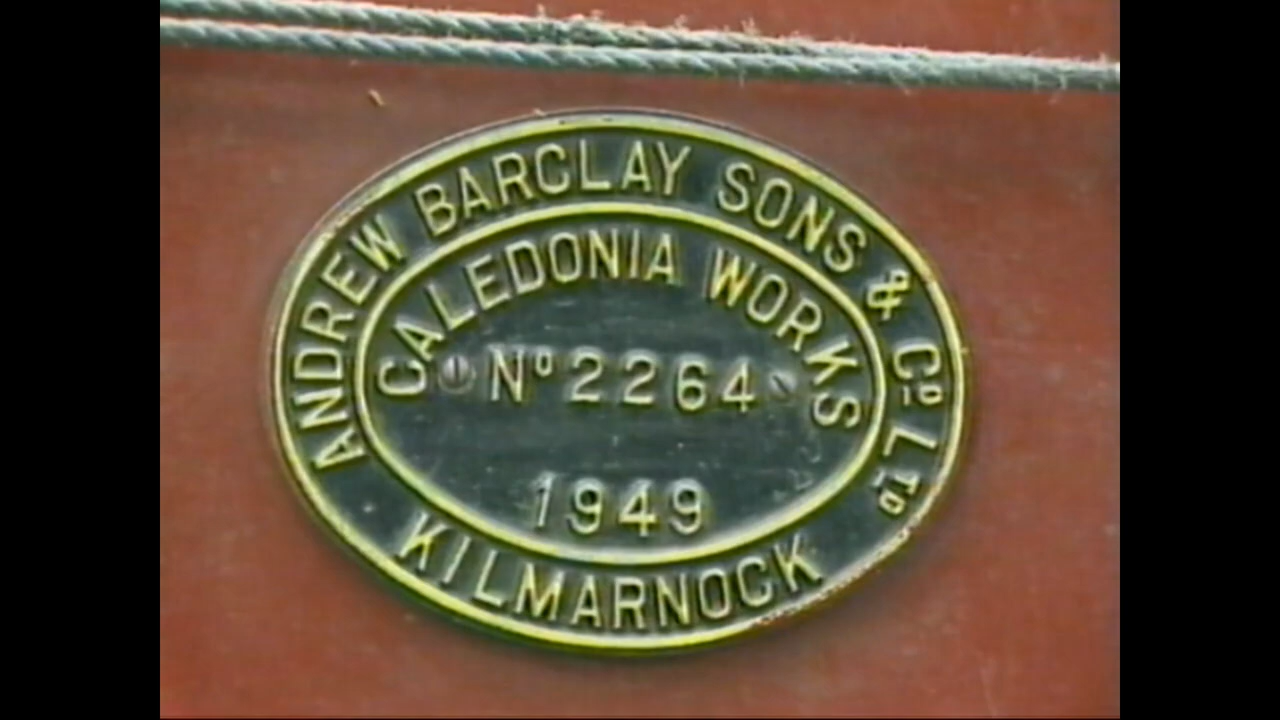 ANDREW BARCLAY SONS & Cº LTD
CALEDONIA WORKS
Nº 2264
1949
KILMARNOCK